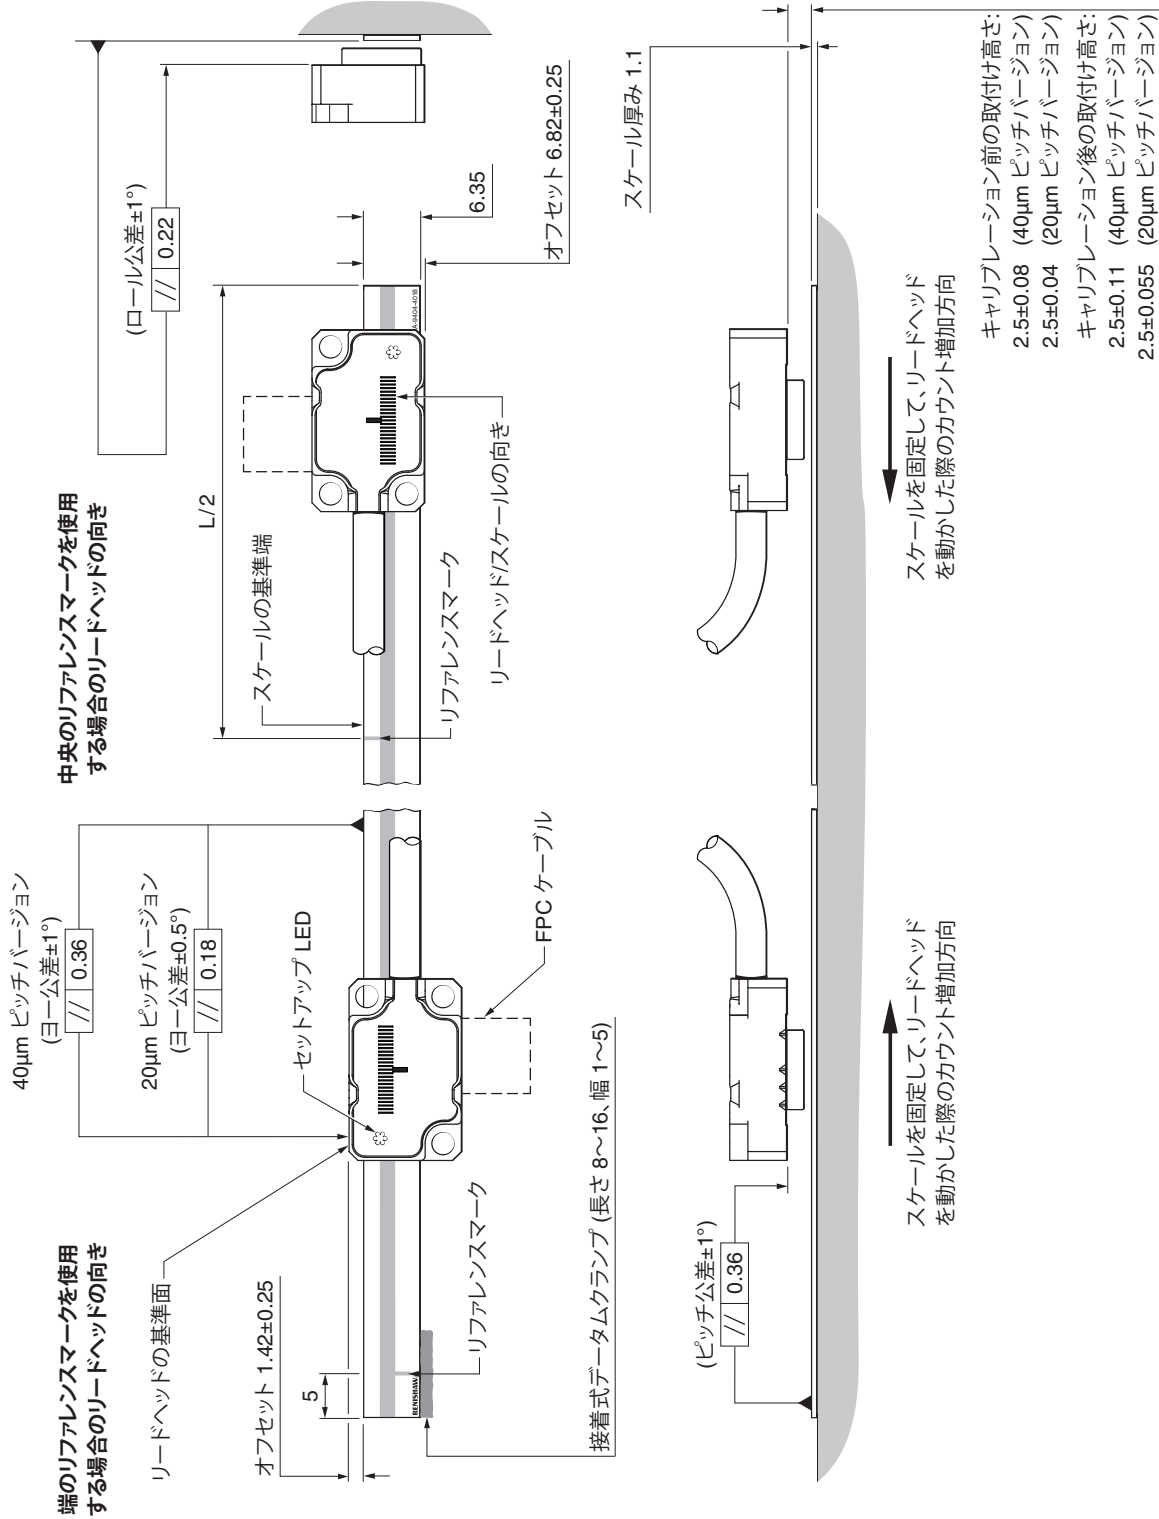 端のリファレンスマークを使用
する場合のリードヘッドの向き
リードヘッドの基準面
オフセット 1.42±0.25
5
RENISHAW
リファレンスマーク
接着式データムクランプ (長さ 8～16、幅 1～5)
40µm ピッチバージョン
(ヨー公差±1°)
// 0.36
20µm ピッチバージョン
(ヨー公差±0.5°)
// 0.18
セットアップ LED
FPC ケーブル
中央のリファレンスマークを使用
する場合のリードヘッドの向き
L/2
スケールの基準端
リファレンスマーク
リードヘッド/スケールの向き
A-9404-4018
(ロール公差±1°)
// 0.22
6.35
オフセット 6.82±0.25
(ピッチ公差±1°)
// 0.36
スケールを固定して、リードヘッド
を動かした際のカウント増加方向
スケールを固定して、リードヘッド
を動かした際のカウント増加方向
スケール厚み 1.1
キャリブレーション前の取付け高さ:
2.5±0.08 (40µm ピッチバージョン)
2.5±0.04 (20µm ピッチバージョン)
キャリブレーション後の取付け高さ:
2.5±0.11 (40µm ピッチバージョン)
2.5±0.055 (20µm ピッチバージョン)